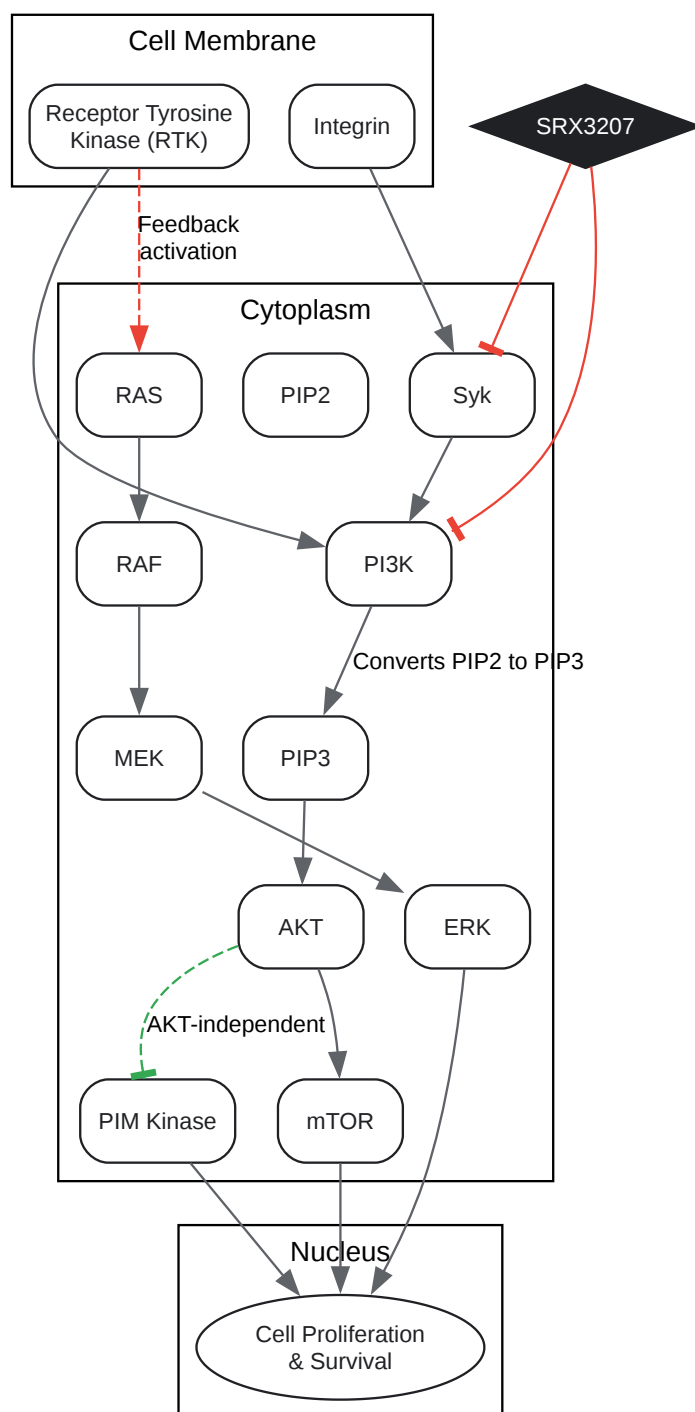 Cell Membrane
Receptor Tyrosine
Kinase (RTK)
Integrin
SRX3207
Feedback
activation
Cytoplasm
RAS
PIP2
Syk
RAF
PI3K
Converts PIP2 to PIP3
MEK
PIP3
AKT
ERK
AKT-independent
PIM Kinase
mTOR
Nucleus
Cell Proliferation
& Survival